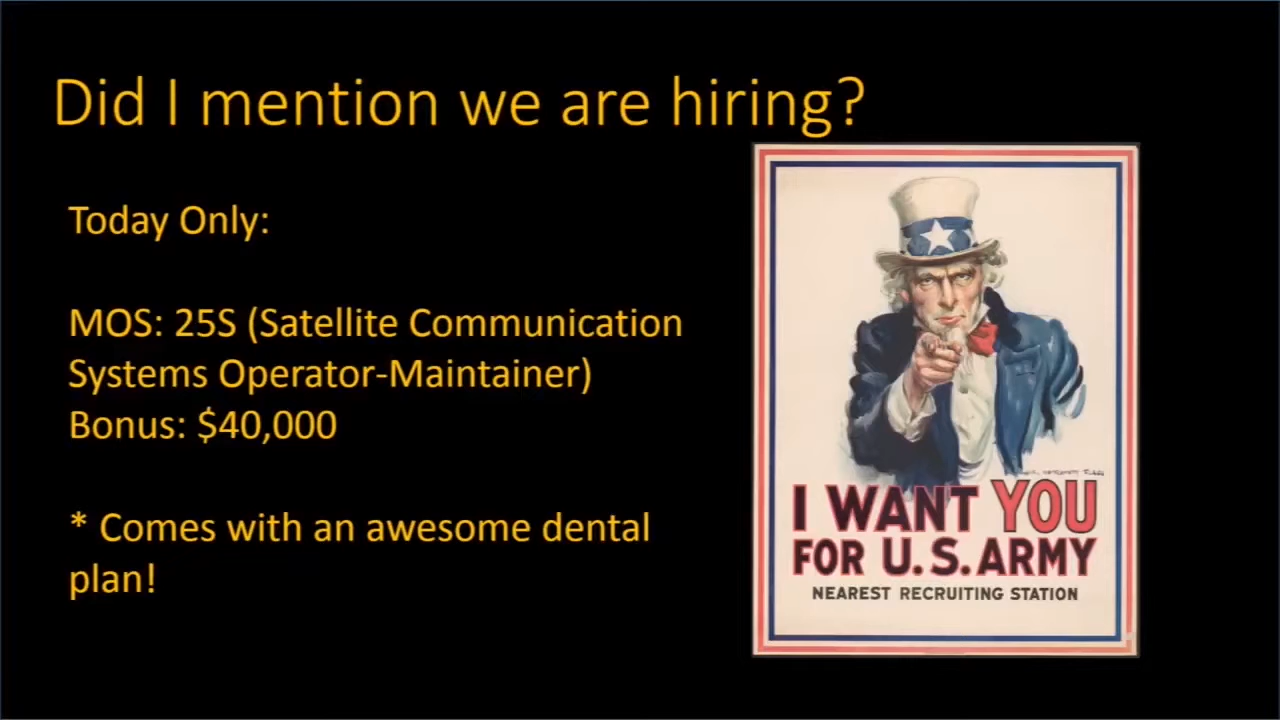 Did I mention we are hiring?
Today Only:
MOS: 25S (Satellite Communication
Systems Operator-Maintainer)
Bonus: $40,000
* Comes with an awesome dental
plan!
I WANT YOU
FOR U.S. ARMY
NEAREST RECRUITING STATION